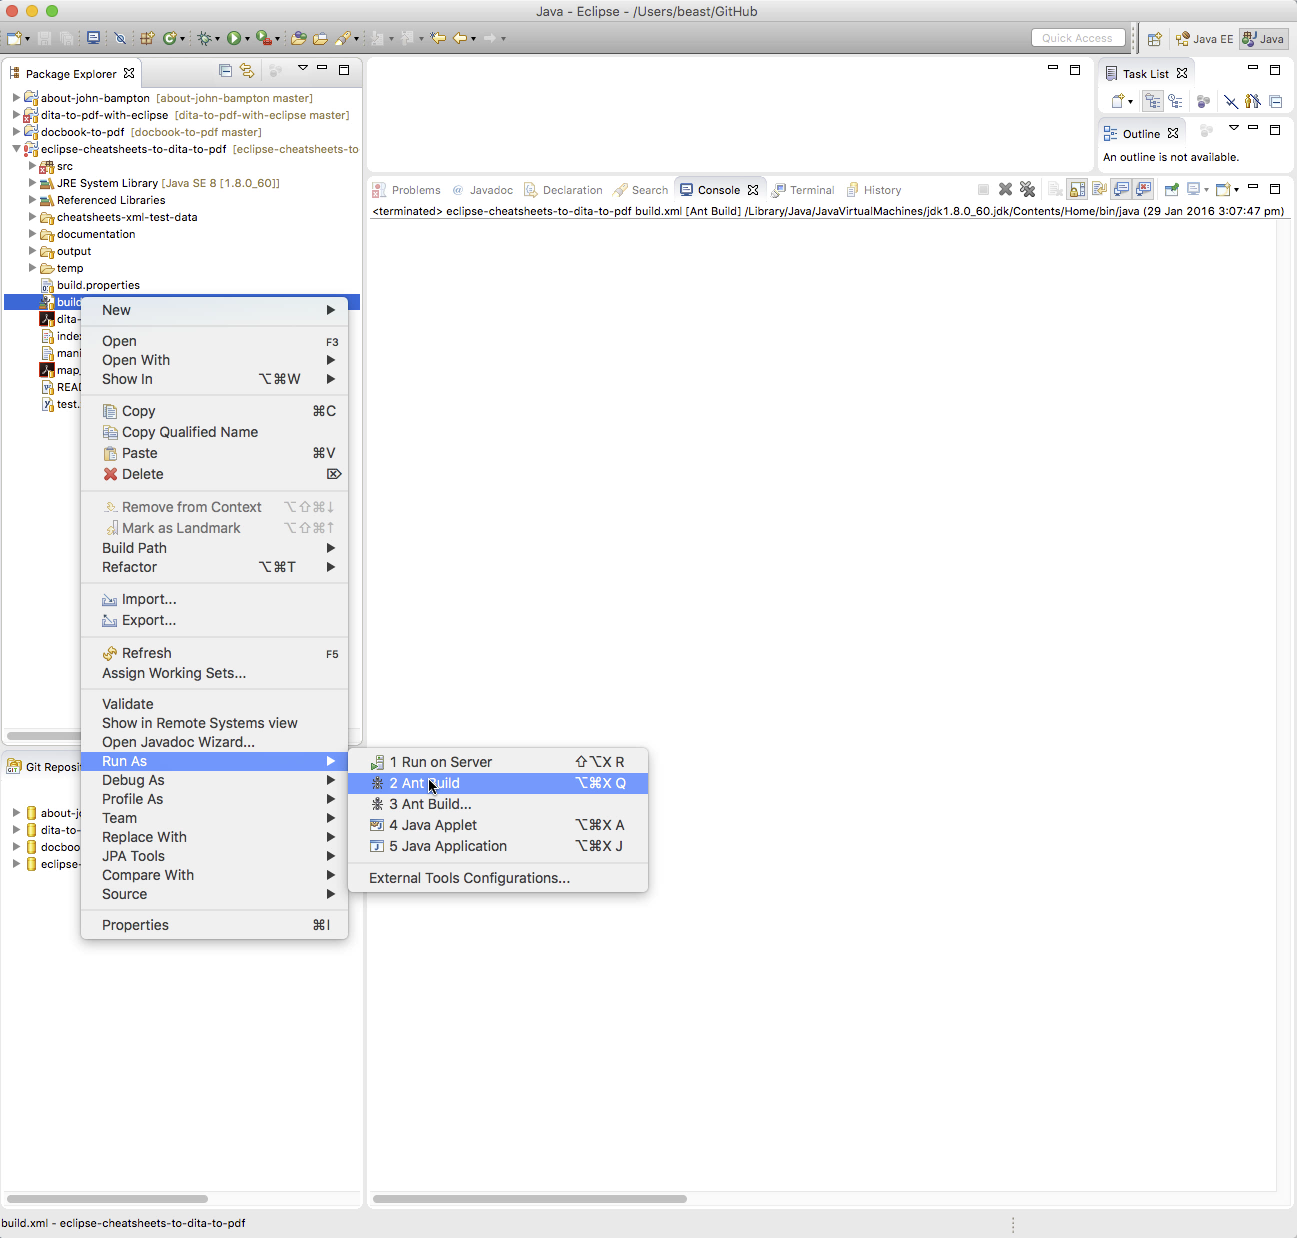 Java - Eclipse - /Users/beast/GitHub
Quick Access
Java EE
Java
Package Explorer
about-john-bampton [about-john-bampton master]
dita-to-pdf-with-eclipse [dita-to-pdf-with-eclipse master]
docbook-to-pdf [docbook-to-pdf master]
eclipse-cheatsheets-to-dita-to-pdf [eclipse-cheatsheets-to
src
JRE System Library [Java SE 8 [1.8.0_60]]
Referenced Libraries
cheatsheets-xml-test-data
documentation
output
temp
build.properties
build
dita-
index
mani
map_
READ
test.
Task List
Outline
An outline is not available.
Problems
@ Javadoc
Declaration
Search
Console
Terminal
History
<terminated> eclipse-cheatsheets-to-dita-to-pdf build.xml [Ant Build] /Library/Java/JavaVirtualMachines/jdk1.8.0_60.jdk/Contents/Home/bin/java (29 Jan 2016 3:07:47 pm)
New
Open F3
Open With
Show In ⌥⌘W
Copy ⌘C
Copy Qualified Name
Paste ⌘V
Delete ⌦
Remove from Context ⌥⇧⌘↓
Mark as Landmark ⌥⇧⌘↑
Build Path
Refactor ⌥⌘T
Import...
Export...
Refresh F5
Assign Working Sets...
Validate
Show in Remote Systems view
Open Javadoc Wizard...
Run As
Debug As
Profile As
Team
Replace With
JPA Tools
Compare With
Source
Properties ⌘I
1 Run on Server ⇧⌥X R
2 Ant Build ⌥⌘X Q
3 Ant Build...
4 Java Applet ⌥⌘X A
5 Java Application ⌥⌘X J
External Tools Configurations...
Git Reposit
about-jo
dita-to-
docboo
eclipse-
build.xml - eclipse-cheatsheets-to-dita-to-pdf